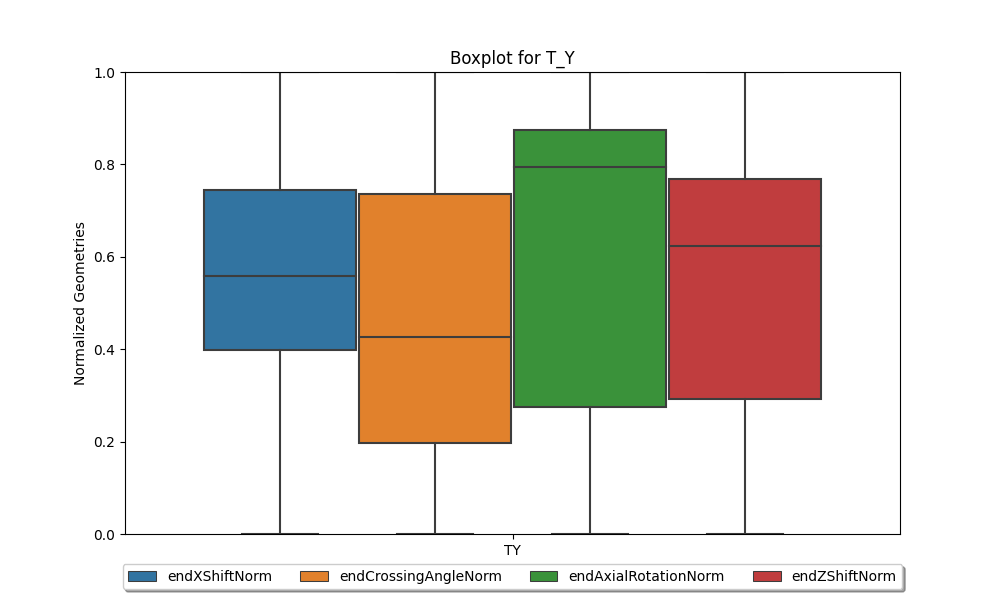 Boxplot for T_Y
1.0
0.8
0.6
0.4
0.2
0.0
Normalized Geometries
TY
endXShiftNorm endCrossingAngleNorm endAxialRotationNorm endZShiftNorm